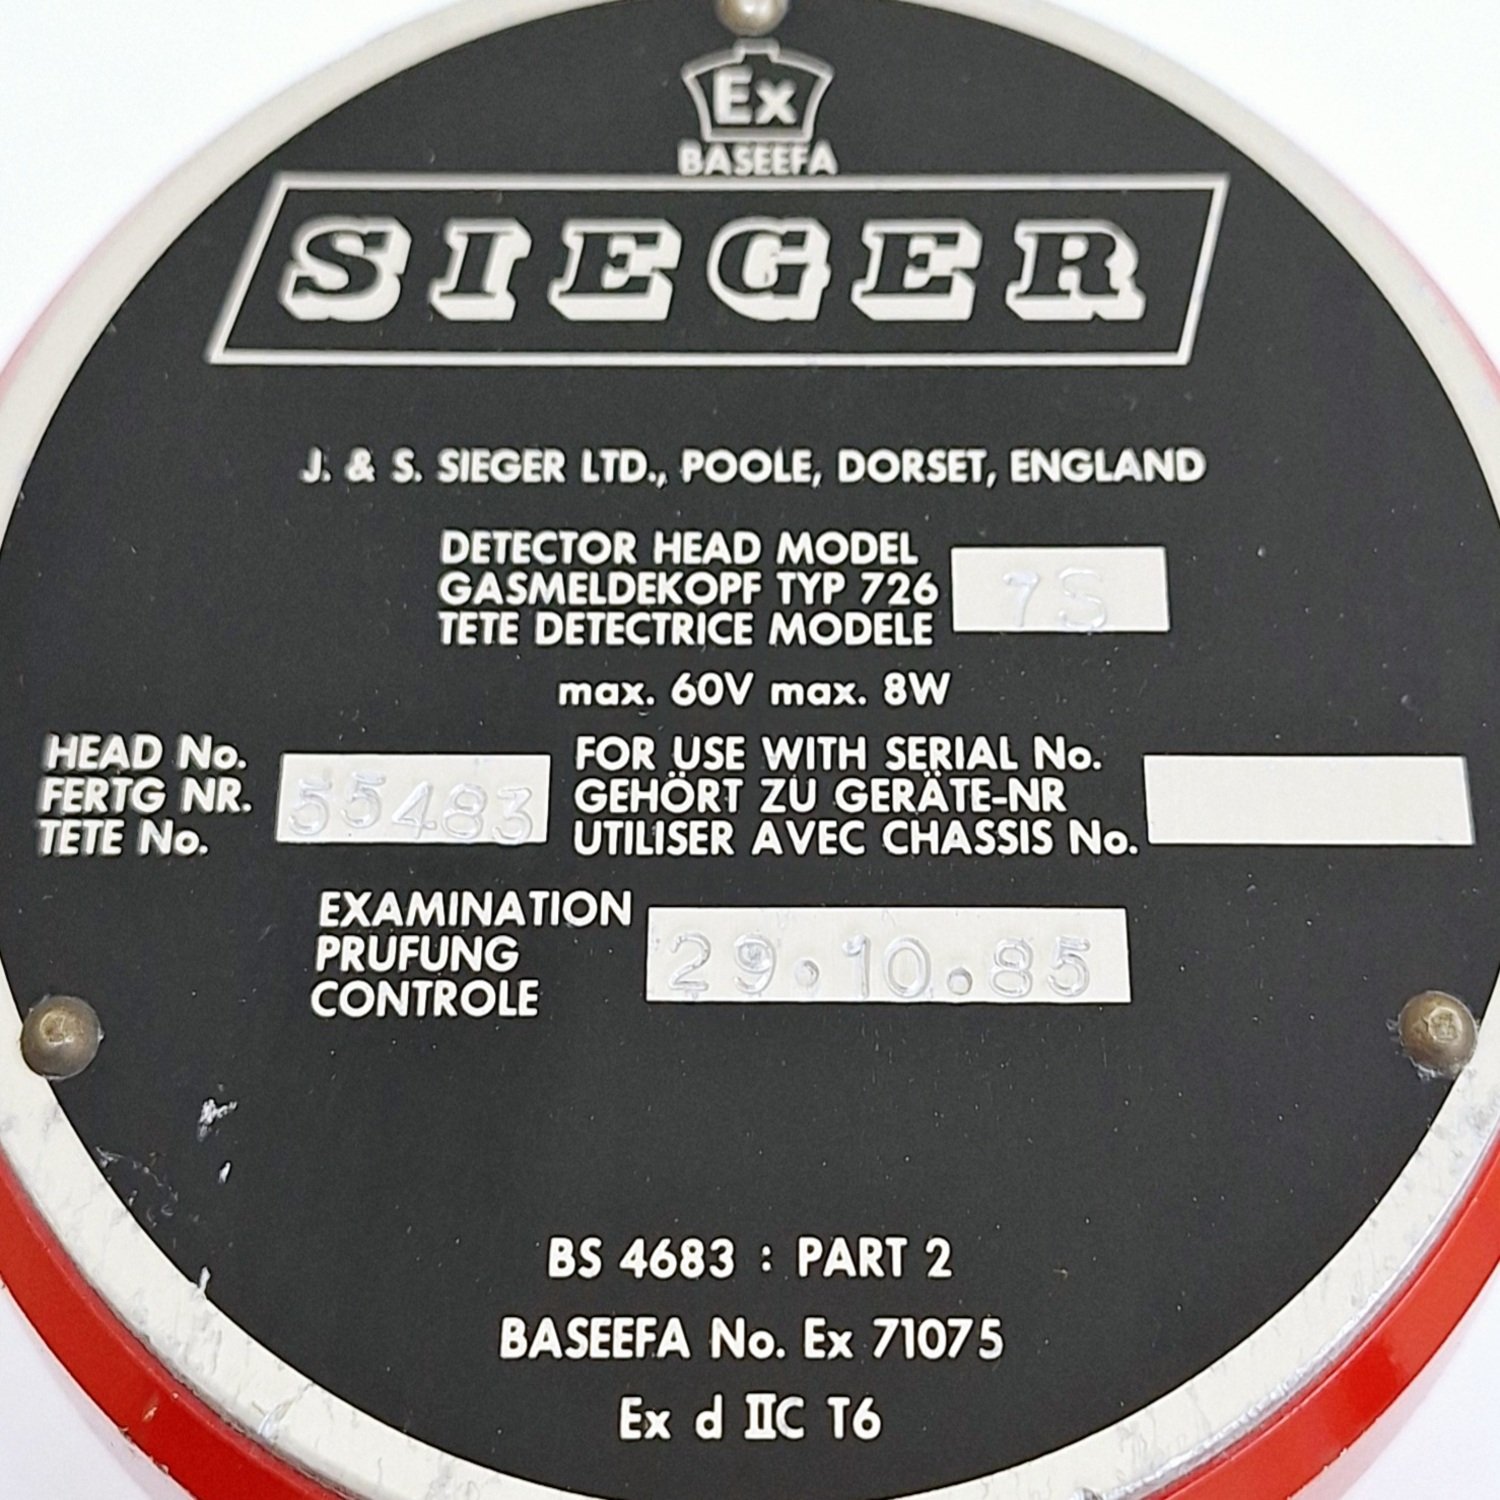 Ex
BASEEFA
SIEGER
J. & S. SIEGER LTD., POOLE, DORSET, ENGLAND
DETECTOR HEAD MODEL
GASMELDEKOPF TYP 726
TETE DETECTRICE MODELE
7S
max. 60V max. 8W
HEAD No.
FERTG NR.
TETE No.
55483
FOR USE WITH SERIAL No.
GEHÖRT ZU GERÄTE-NR
UTILISER AVEC CHASSIS No.
EXAMINATION
PRUFUNG
CONTROLE
29.10.85
BS 4683 : PART 2
BASEEFA No. Ex 71075
Ex d IIC T6